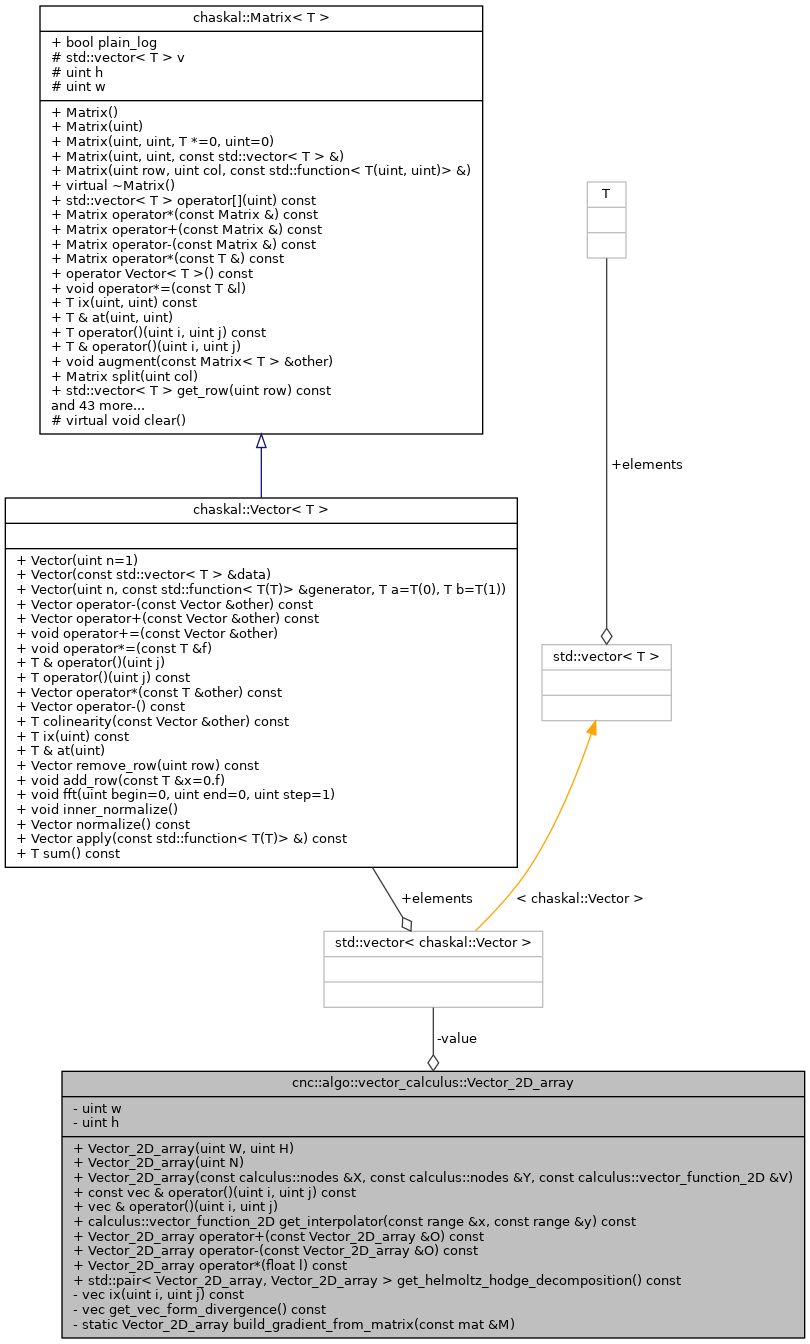 chaskal::Matrix< T >
+ bool plain_log
# std::vector< T > v
# uint h
# uint w
+ Matrix()
+ Matrix(uint)
+ Matrix(uint, uint, T *=0, uint=0)
+ Matrix(uint, uint, const std::vector< T > &)
+ Matrix(uint row, uint col, const std::function< T(uint, uint)> &)
+ virtual ~Matrix()
+ std::vector< T > operator[](uint) const
+ Matrix operator*(const Matrix &) const
+ Matrix operator+(const Matrix &) const
+ Matrix operator-(const Matrix &) const
+ Matrix operator*(const T &) const
+ operator Vector< T >() const
+ void operator*=(const T &l)
+ T ix(uint, uint) const
+ T & at(uint, uint)
+ T operator()(uint i, uint j) const
+ T & operator()(uint i, uint j)
+ void augment(const Matrix< T > &other)
+ Matrix split(uint col)
+ std::vector< T > get_row(uint row) const
and 43 more...
# virtual void clear()
T
+elements
chaskal::Vector< T >
+ Vector(uint n=1)
+ Vector(const std::vector< T > &data)
+ Vector(uint n, const std::function< T(T)> &generator, T a=T(0), T b=T(1))
+ Vector operator-(const Vector &other) const
+ Vector operator+(const Vector &other) const
+ void operator+=(const Vector &other)
+ void operator*=(const T &f)
+ T & operator()(uint j)
+ T operator()(uint j) const
+ Vector operator*(const T &other) const
+ Vector operator-() const
+ T colinearity(const Vector &other) const
+ T ix(uint) const
+ T & at(uint)
+ Vector remove_row(uint row) const
+ void add_row(const T &x=0.f)
+ void fft(uint begin=0, uint end=0, uint step=1)
+ void inner_normalize()
+ Vector normalize() const
+ Vector apply(const std::function< T(T)> &) const
+ T sum() const
std::vector< T >
+elements
< chaskal::Vector >
std::vector< chaskal::Vector >
-value
cnc::algo::vector_calculus::Vector_2D_array
- uint w
- uint h
+ Vector_2D_array(uint W, uint H)
+ Vector_2D_array(uint N)
+ Vector_2D_array(const calculus::nodes &X, const calculus::nodes &Y, const calculus::vector_function_2D &V)
+ const vec & operator()(uint i, uint j) const
+ vec & operator()(uint i, uint j)
+ calculus::vector_function_2D get_interpolator(const range &x, const range &y) const
+ Vector_2D_array operator+(const Vector_2D_array &O) const
+ Vector_2D_array operator-(const Vector_2D_array &O) const
+ Vector_2D_array operator*(float l) const
+ std::pair< Vector_2D_array, Vector_2D_array > get_helmoltz_hodge_decomposition() const
- vec ix(uint i, uint j) const
- vec get_vec_form_divergence() const
- static Vector_2D_array build_gradient_from_matrix(const mat &M)